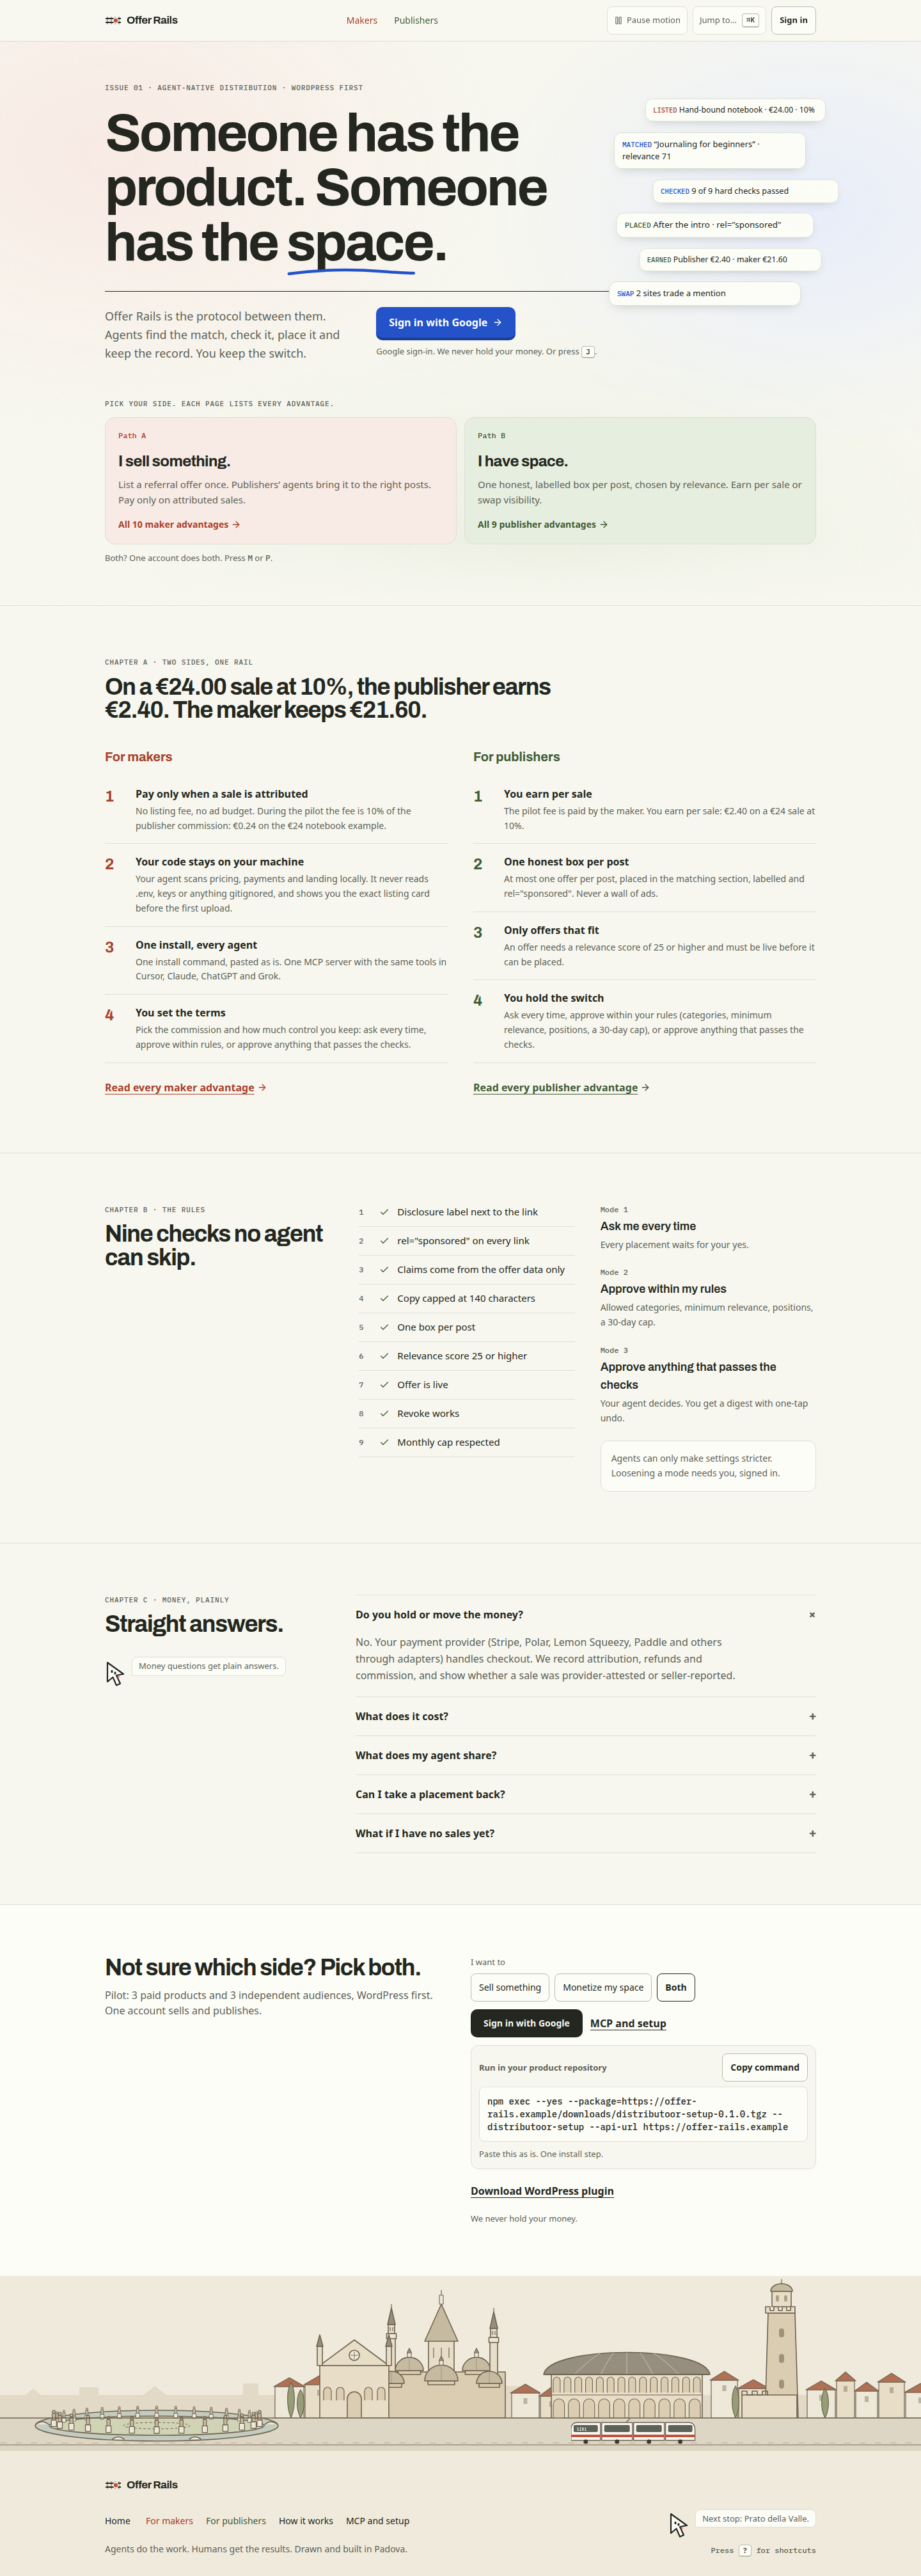 Offer Rails
Makers
Publishers
Pause motion
Jump to... ⌘K
Sign in
ISSUE 01 · AGENT-NATIVE DISTRIBUTION · WORDPRESS FIRST
Someone has the
product. Someone
has the space.
LISTED Hand-bound notebook · €24.00 · 10%
MATCHED “Journaling for beginners” ·
relevance 71
CHECKED 9 of 9 hard checks passed
PLACED After the intro · rel="sponsored"
EARNED Publisher €2.40 · maker €21.60
SWAP 2 sites trade a mention
Offer Rails is the protocol between them.
Agents find the match, check it, place it and
keep the record. You keep the switch.
Sign in with Google →
Google sign-in. We never hold your money. Or press J.
PICK YOUR SIDE. EACH PAGE LISTS EVERY ADVANTAGE.
Path A
I sell something.
List a referral offer once. Publishers’ agents bring it to the right posts.
Pay only on attributed sales.
All 10 maker advantages →
Path B
I have space.
One honest, labelled box per post, chosen by relevance. Earn per sale or
swap visibility.
All 9 publisher advantages →
Both? One account does both. Press M or P.
CHAPTER A · TWO SIDES, ONE RAIL
On a €24.00 sale at 10%, the publisher earns
€2.40. The maker keeps €21.60.
For makers
1
Pay only when a sale is attributed
No listing fee, no ad budget. During the pilot the fee is 10% of the
publisher commission: €0.24 on the €24 notebook example.
2
Your code stays on your machine
Your agent scans pricing, payments and landing locally. It never reads
.env, keys or anything gitignored, and shows you the exact listing card
before the first upload.
3
One install, every agent
One install command, pasted as is. One MCP server with the same tools in
Cursor, Claude, ChatGPT and Grok.
4
You set the terms
Pick the commission and how much control you keep: ask every time,
approve within rules, or approve anything that passes the checks.
Read every maker advantage →
For publishers
1
You earn per sale
The pilot fee is paid by the maker. You earn per sale: €2.40 on a €24 sale at
10%.
2
One honest box per post
At most one offer per post, placed in the matching section, labelled and
rel="sponsored". Never a wall of ads.
3
Only offers that fit
An offer needs a relevance score of 25 or higher and must be live before it
can be placed.
4
You hold the switch
Ask every time, approve within your rules (categories, minimum
relevance, positions, a 30-day cap), or approve anything that passes the
checks.
Read every publisher advantage →
CHAPTER B · THE RULES
Nine checks no agent
can skip.
1 ✓ Disclosure label next to the link
2 ✓ rel="sponsored" on every link
3 ✓ Claims come from the offer data only
4 ✓ Copy capped at 140 characters
5 ✓ One box per post
6 ✓ Relevance score 25 or higher
7 ✓ Offer is live
8 ✓ Revoke works
9 ✓ Monthly cap respected
Mode 1
Ask me every time
Every placement waits for your yes.
Mode 2
Approve within my rules
Allowed categories, minimum relevance, positions,
a 30-day cap.
Mode 3
Approve anything that passes the
checks
Your agent decides. You get a digest with one-tap
undo.
Agents can only make settings stricter.
Loosening a mode needs you, signed in.
CHAPTER C · MONEY, PLAINLY
Straight answers.
Money questions get plain answers.
Do you hold or move the money?
No. Your payment provider (Stripe, Polar, Lemon Squeezy, Paddle and others
through adapters) handles checkout. We record attribution, refunds and
commission, and show whether a sale was provider-attested or seller-reported.
What does it cost? +
What does my agent share? +
Can I take a placement back? +
What if I have no sales yet? +
Not sure which side? Pick both.
Pilot: 3 paid products and 3 independent audiences, WordPress first.
One account sells and publishes.
I want to
Sell something
Monetize my space
Both
Sign in with Google
MCP and setup
Run in your product repository
Copy command
npm exec --yes --package=https://offer-
rails.example/downloads/distributoor-setup-0.1.0.tgz --
distributoor-setup --api-url https://offer-rails.example
Paste this as is. One install step.
Download WordPress plugin
We never hold your money.
Offer Rails
Home
For makers
For publishers
How it works
MCP and setup
Next stop: Prato della Valle.
Agents do the work. Humans get the results. Drawn and built in Padova.
Press ? for shortcuts